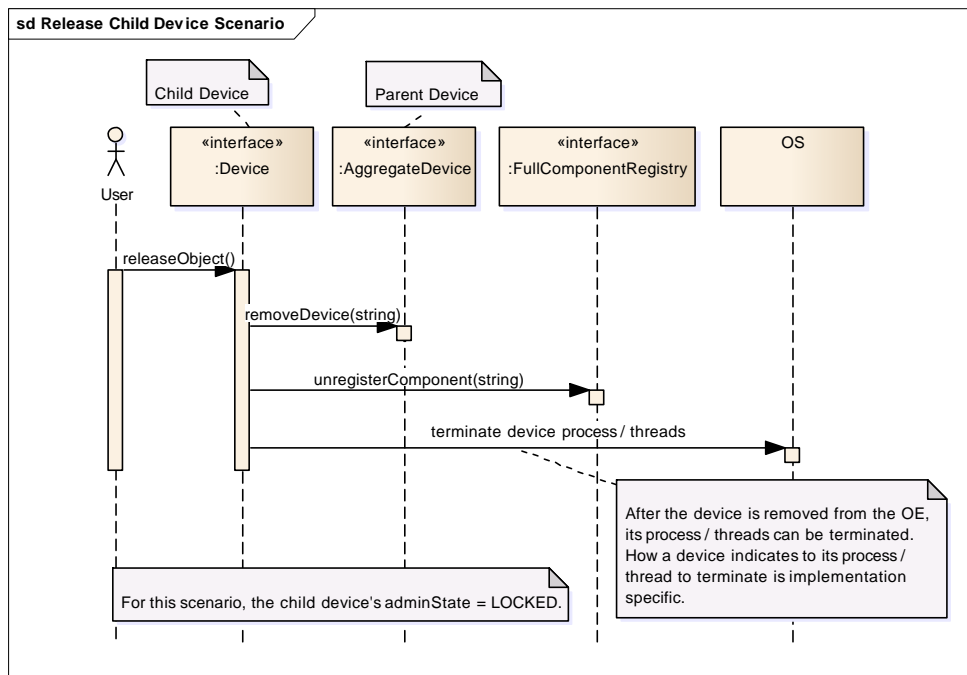 sd Release Child Device Scenario
Child Device
Parent Device
User
«interface»
:Device
«interface»
:AggregateDevice
«interface»
:FullComponentRegistry
OS
releaseObject()
removeDevice(string)
unregisterComponent(string)
terminate device process / threads
After the device is removed from the OE,
its process / threads can be terminated.
How a device indicates to its process /
thread to terminate is implementation
specific.
For this scenario, the child device's adminState = LOCKED.